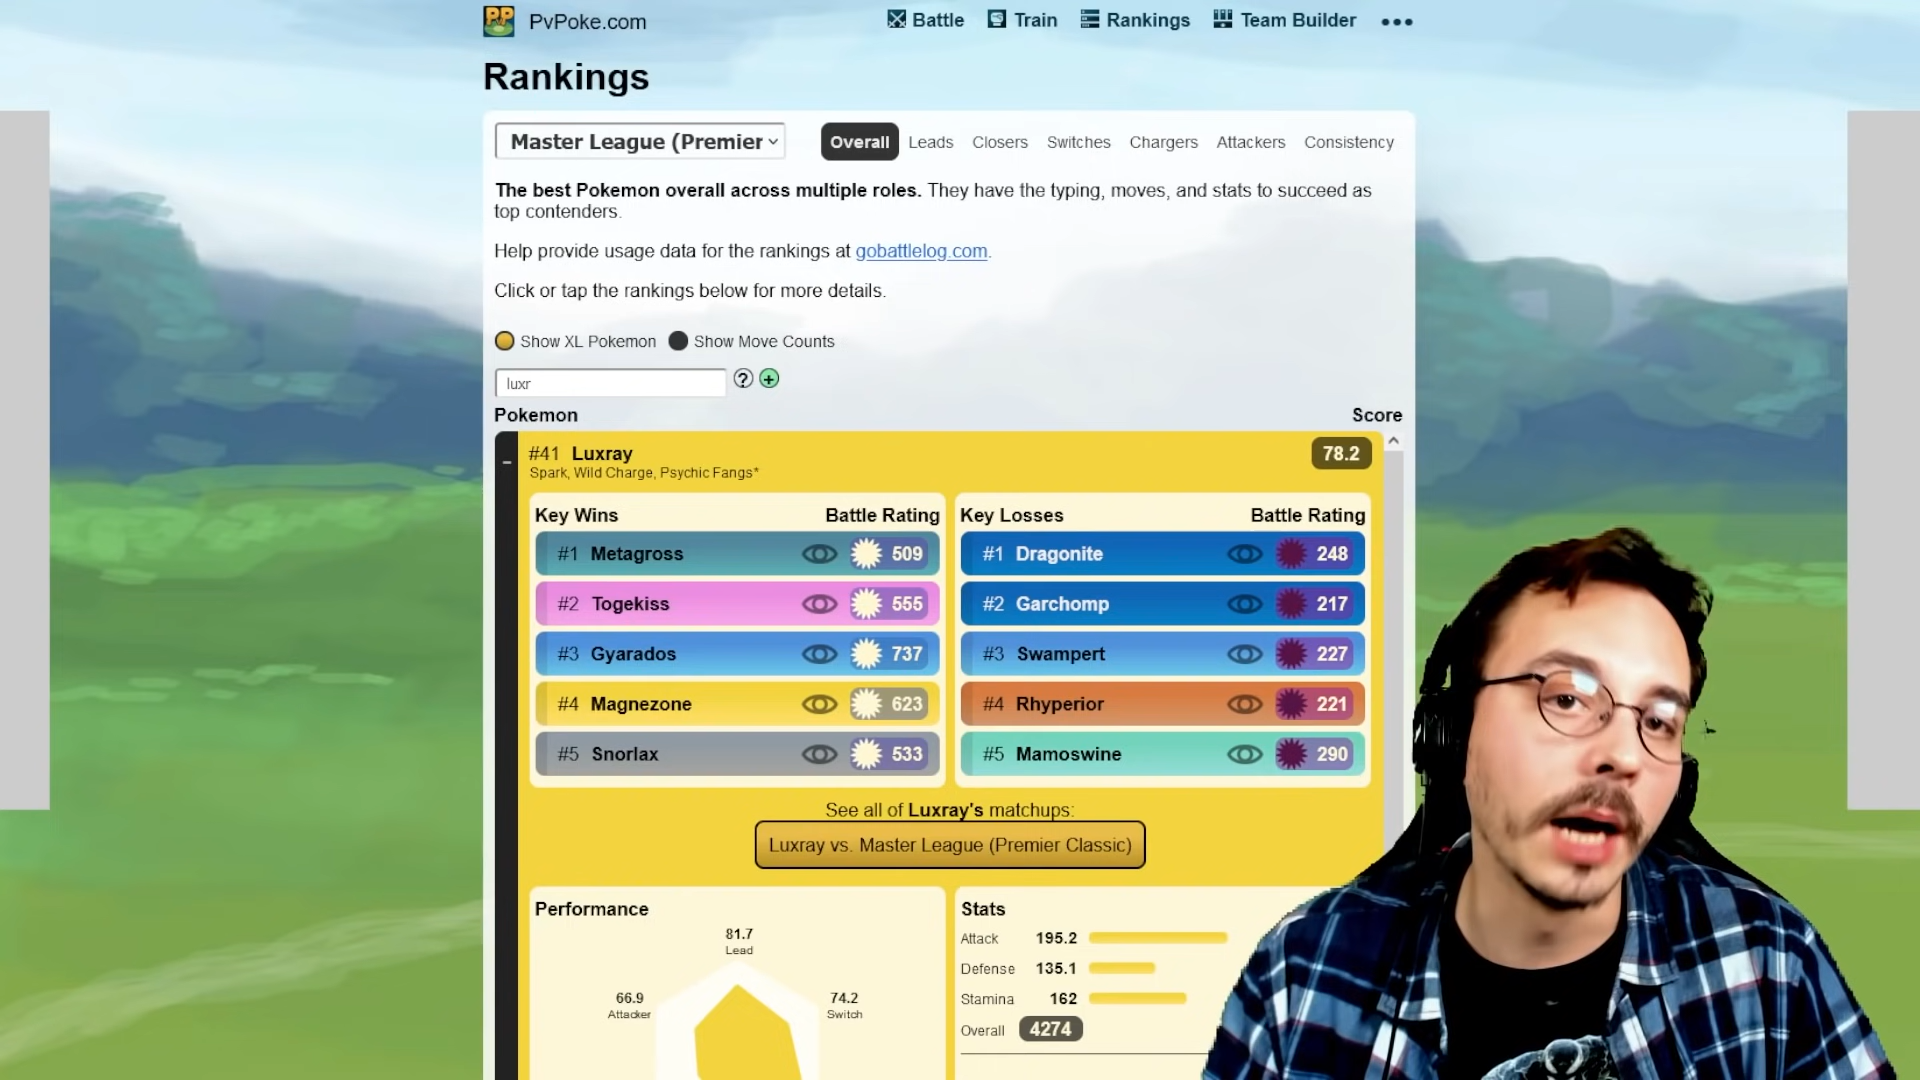 PvPoke.com
Battle
Train
Rankings
Team Builder
Rankings
Master League (Premier
Overall
Leads
Closers
Switches
Chargers
Attackers
Consistency
The best Pokemon overall across multiple roles. They have the typing, moves, and stats to succeed as
top contenders.
Help provide usage data for the rankings at gobattlelog.com.
Click or tap the rankings below for more details.
Show XL Pokemon
Show Move Counts
luxr
?
+
Pokemon
Score
#41 Luxray
78.2
Spark, Wild Charge, Psychic Fangs*
Key Wins
Battle Rating
#1 Metagross 509
#2 Togekiss 555
#3 Gyarados 737
#4 Magnezone 623
#5 Snorlax 533
Key Losses
Battle Rating
#1 Dragonite 248
#2 Garchomp 217
#3 Swampert 227
#4 Rhyperior 221
#5 Mamoswine 290
See all of Luxray's matchups:
Luxray vs. Master League (Premier Classic)
Performance
81.7
Lead
66.9
Attacker
74.2
Switch
Stats
Attack 195.2
Defense 135.1
Stamina 162
Overall 4274